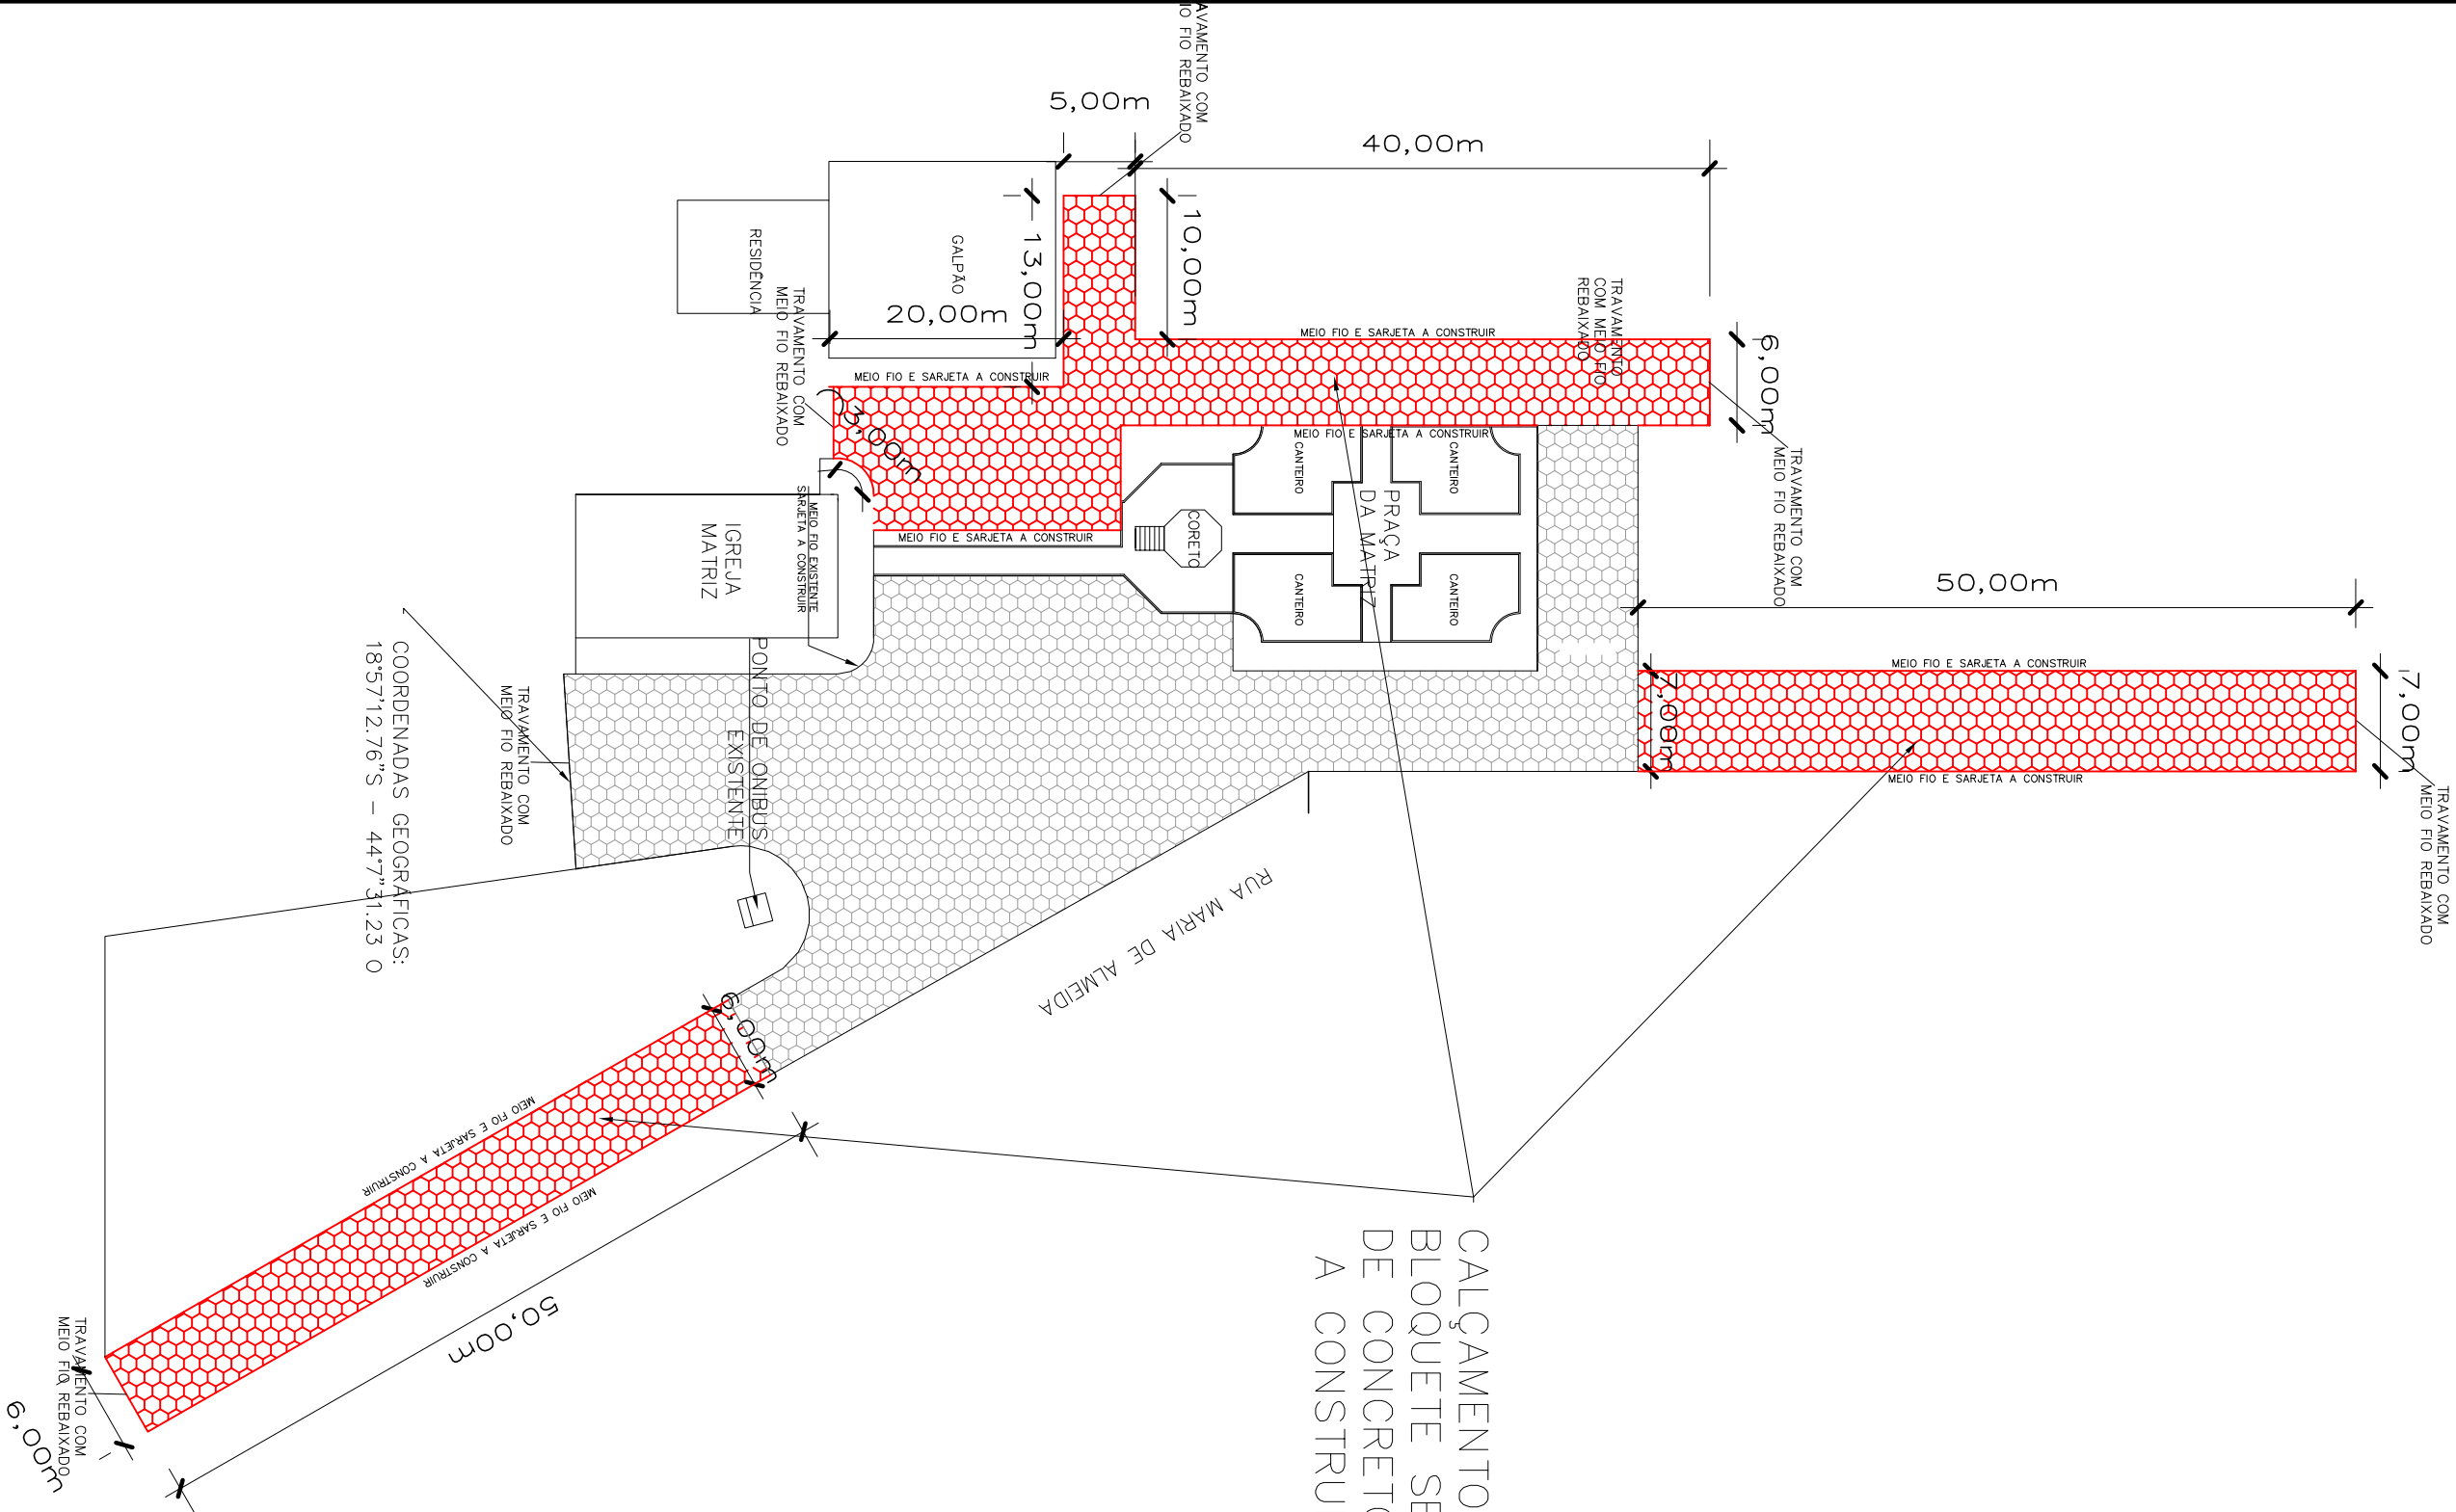 AVAMENTO COM
IO FIO REBAIXADO
5,00m
40,00m
10,00m
13,00m
20,00m
GALPÃO
RESIDÊNCIA
TRAVAMENTO COM
MEIO FIO REBAIXADO
MEIO FIO E SARJETA A CONSTRUIR
TRAVAMENTO
COM MEIO FIO
REBAIXADO
6,00m
MEIO FIO E SARJETA A CONSTRUIR
3,00m
MEIO FIO E SARJETA A CONSTRUIR
TRAVAMENTO COM
MEIO FIO REBAIXADO
CANTEIRO
CANTEIRO
PRAÇA
DA MATRIZ
CORETO
CANTEIRO
CANTEIRO
MEIO FIO E SARJETA A CONSTRUIR
MEIO FIO EXISTENTE
SARJETA A CONSTRUIR
IGREJA
MATRIZ
50,00m
MEIO FIO E SARJETA A CONSTRUIR
7,00m
7,00m
MEIO FIO E SARJETA A CONSTRUIR
TRAVAMENTO COM
MEIO FIO REBAIXADO
PONTO DE ONIBUS
EXISTENTE
TRAVAMENTO COM
MEIO FIO REBAIXADO
COORDENADAS GEOGRÁFICAS:
18°57'12.76"S - 44°7"31.23 O
RUA MARIA DE ALMEIDA
6,00m
MEIO FIO E SARJETA A CONSTRUIR
MEIO FIO E SARJETA A CONSTRUIR
50,00m
TRAVAMENTO COM
MEIO FIO REBAIXADO
6,00m
CALÇAMENTO
BLOQUETE SE
DE CONCRETO
A CONSTRU